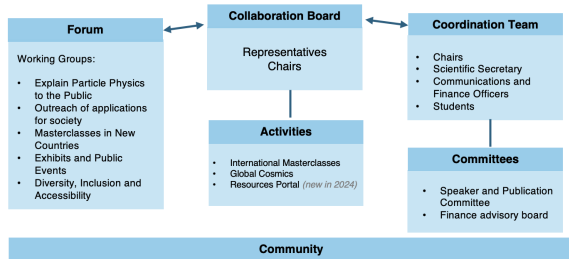 Forum
Working Groups:
• Explain Particle Physics
to the Public
• Outreach of applications
for society
• Masterclasses in New
Countries
• Exhibits and Public
Events
• Diversity, Inclusion and
Accessibility
Collaboration Board
Representatives
Chairs
Activities
• International Masterclasses
• Global Cosmics
• Resources Portal (new in 2024)
Coordination Team
• Chairs
• Scientific Secretary
• Communications and
Finance Officers
• Students
Committees
• Speaker and Publication
Committee
• Finance advisory board
Community